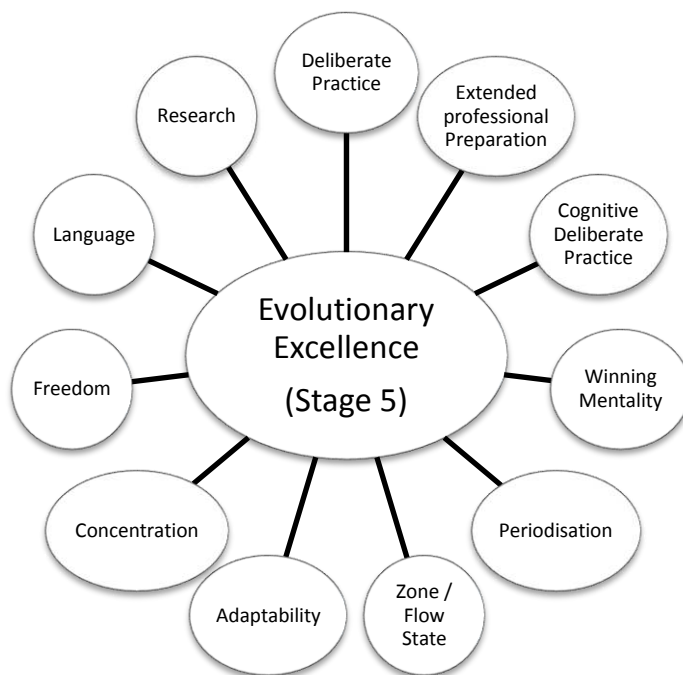 Deliberate
Practice
Extended
professional
Preparation
Research
Cognitive
Deliberate
Practice
Language
Evolutionary
Excellence
(Stage 5)
Winning
Mentality
Freedom
Periodisation
Concentration
Zone /
Flow
State
Adaptability